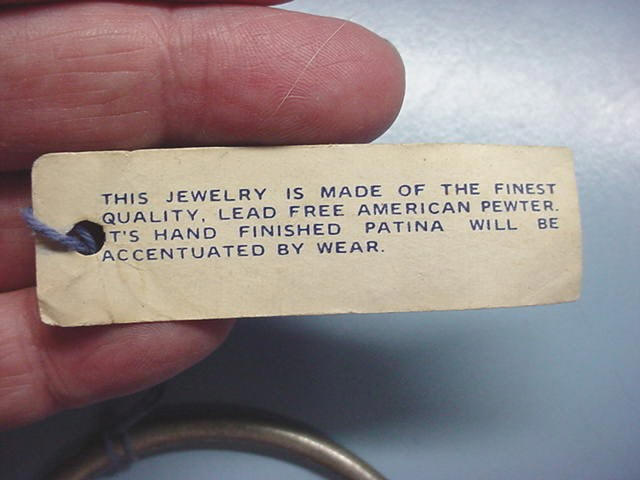 THIS JEWELRY IS MADE OF THE FINEST
QUALITY, LEAD FREE AMERICAN PEWTER.
IT'S HAND FINISHED PATINA WILL BE
ACCENTUATED BY WEAR.